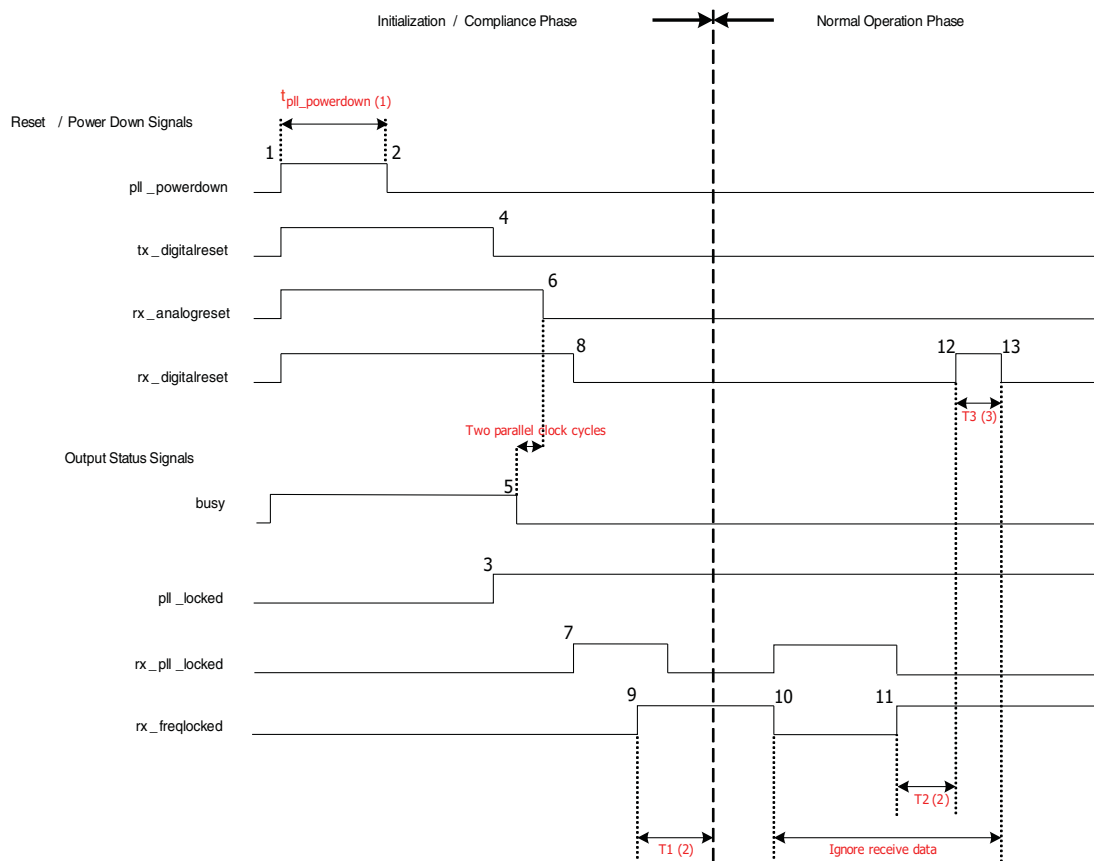 Initialization / Compliance Phase
Normal Operation Phase
t pll_powerdown (1)
Reset / Power Down Signals
1
2
pll _powerdown
4
tx _digitalreset
6
rx _analogreset
8
12
13
rx _digitalreset
T3 (3)
Two parallel clock cycles
Output Status Signals
5
busy
3
pll _locked
7
rx _pll _locked
9
10
11
rx _freqlocked
T2 (2)
T1 (2)
Ignore receive data